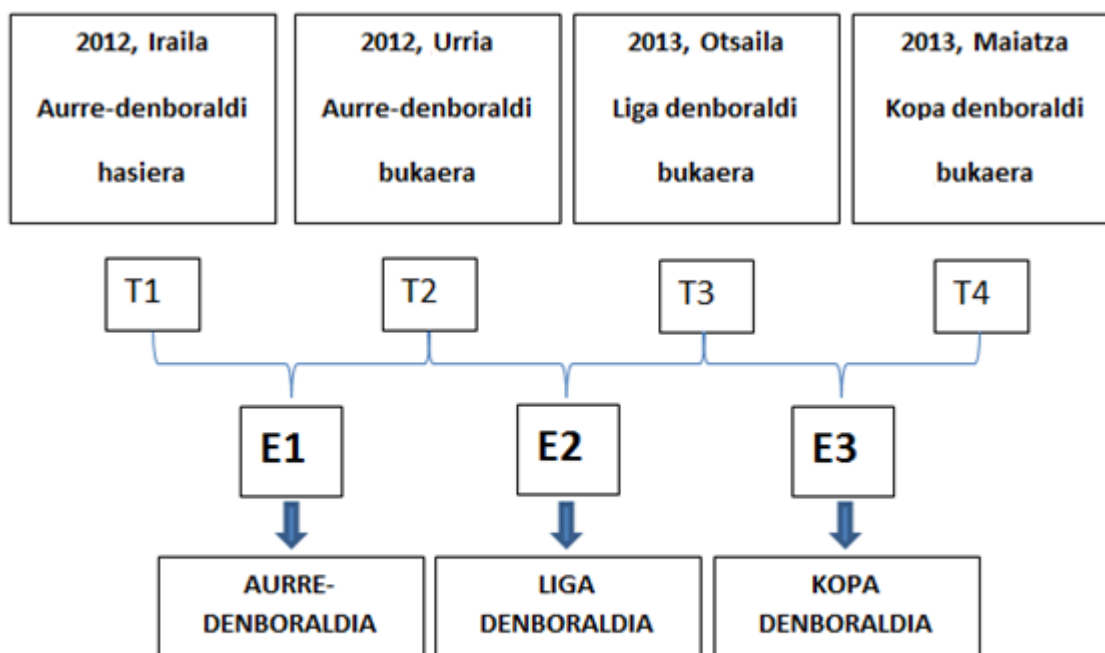 2012, Iraila
Aurre-denboraldi
hasiera
2012, Urria
Aurre-denboraldi
bukaera
2013, Otsaila
Liga denboraldi
bukaera
2013, Maiatza
Kopa denboraldi
bukaera
T1
T2
T3
T4
E1
E2
E3
AURRE-
DENBORALDIA
LIGA
DENBORALDIA
KOPA
DENBORALDIA